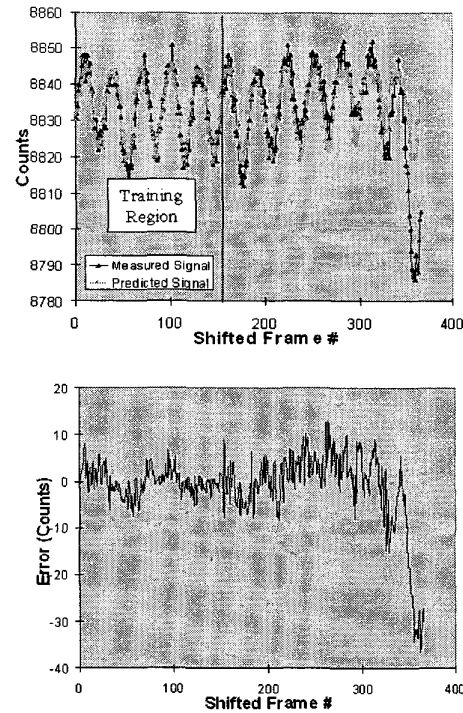 8860
8850
8840
8830
8820
8810
8800
8790
8780
Counts
Training
Region
Measured Signal
Predicted Signal
0 100 200 300 400
Shifted Frame #
20
10
0
-10
-20
-30
-40
Error (Counts)
0 100 200 300 400
Shifted Frame #